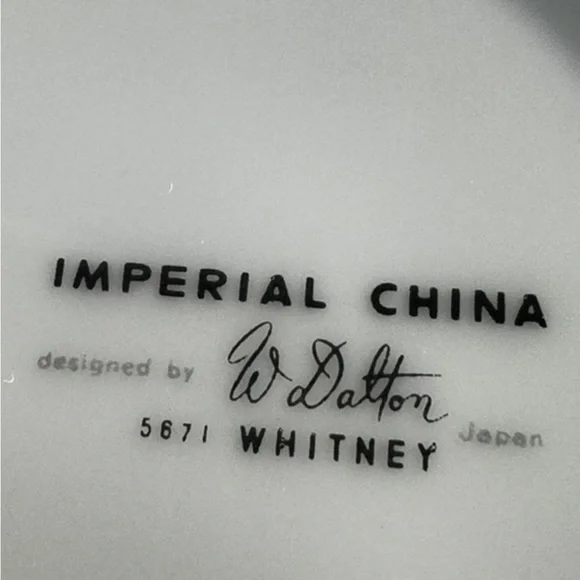 IMPERIAL CHINA
designed by W Dalton Japan
5671 WHITNEY